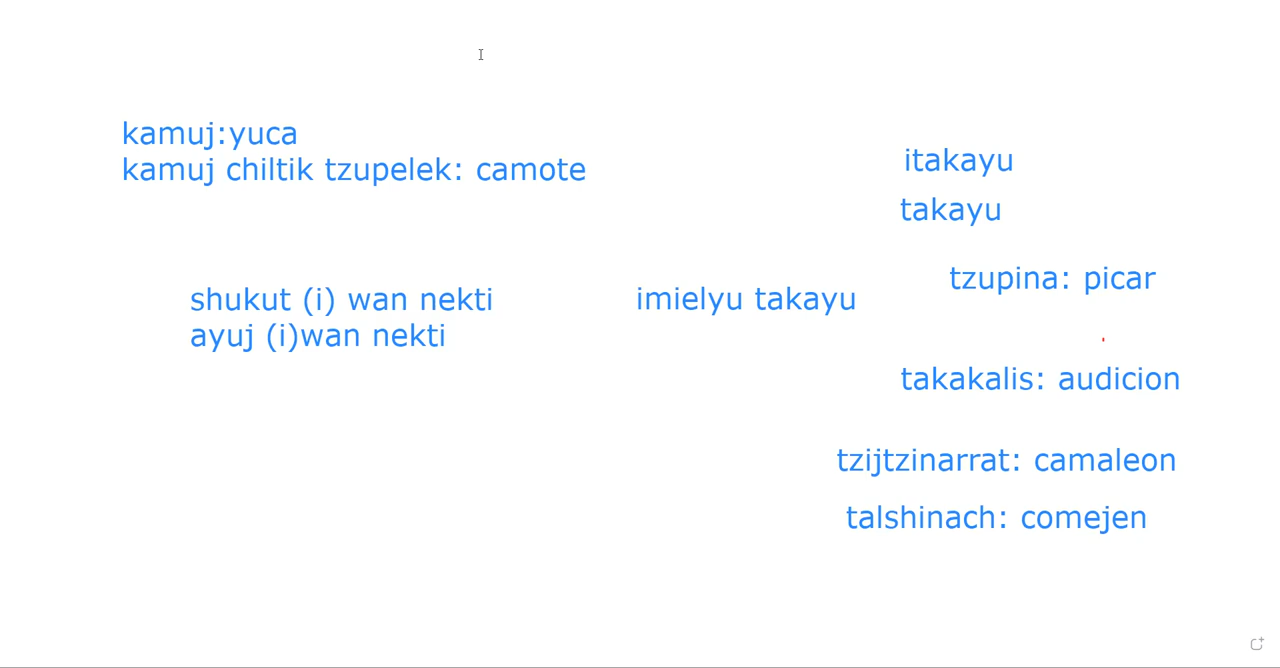 kamuj:yuca
kamuj chiltik tzupelek: camote
itakayu
takayu
tzupina: picar
shukut (i) wan nekti
ayuj (i)wan nekti
imielyu takayu
takakalis: audicion
tzijtzinarrat: camaleon
talshinach: comejen